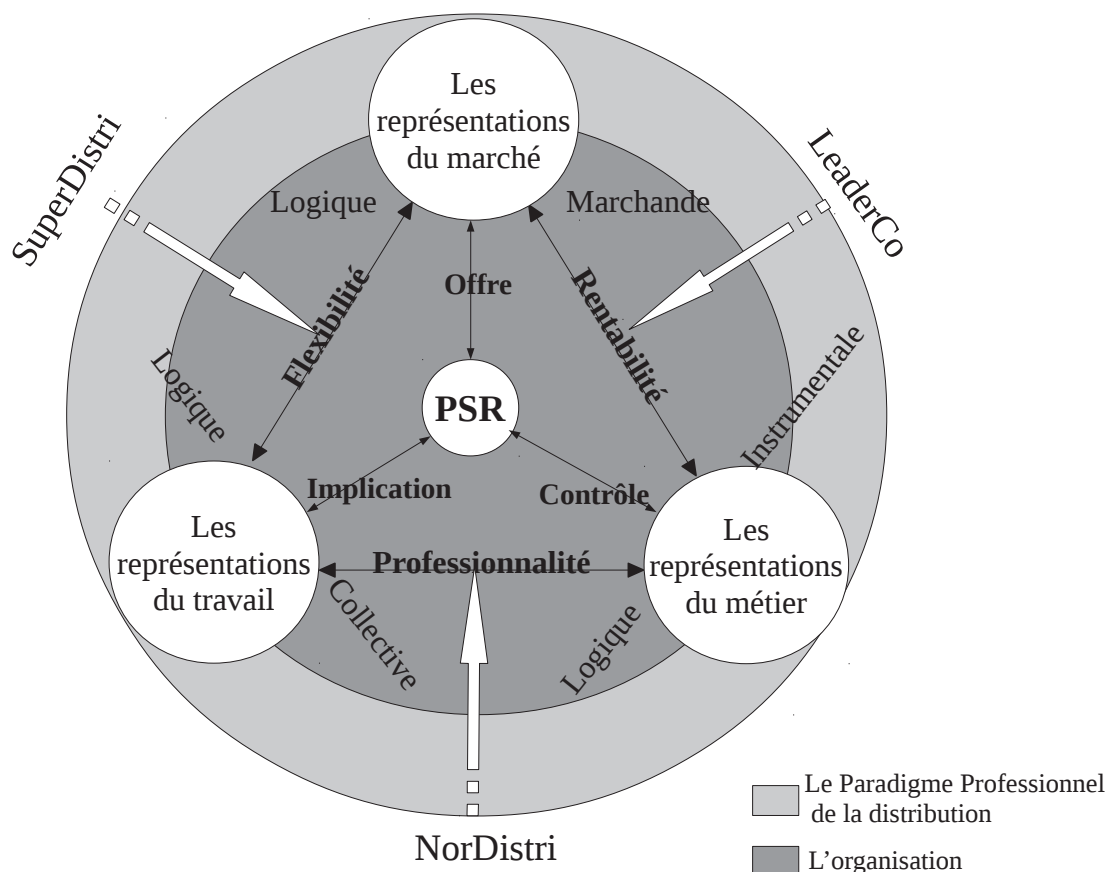 Les
représentations
du marché
SuperDistri
LeaderCo
Logique
Marchande
Flexibilité
Offre
Rentabilité
Logique
Instrumentale
PSR
Implication
Contrôle
Les
représentations
du travail
Professionnalité
Les
représentations
du métier
Collective
Logique
NorDistri
Le Paradigme Professionnel
de la distribution
L'organisation